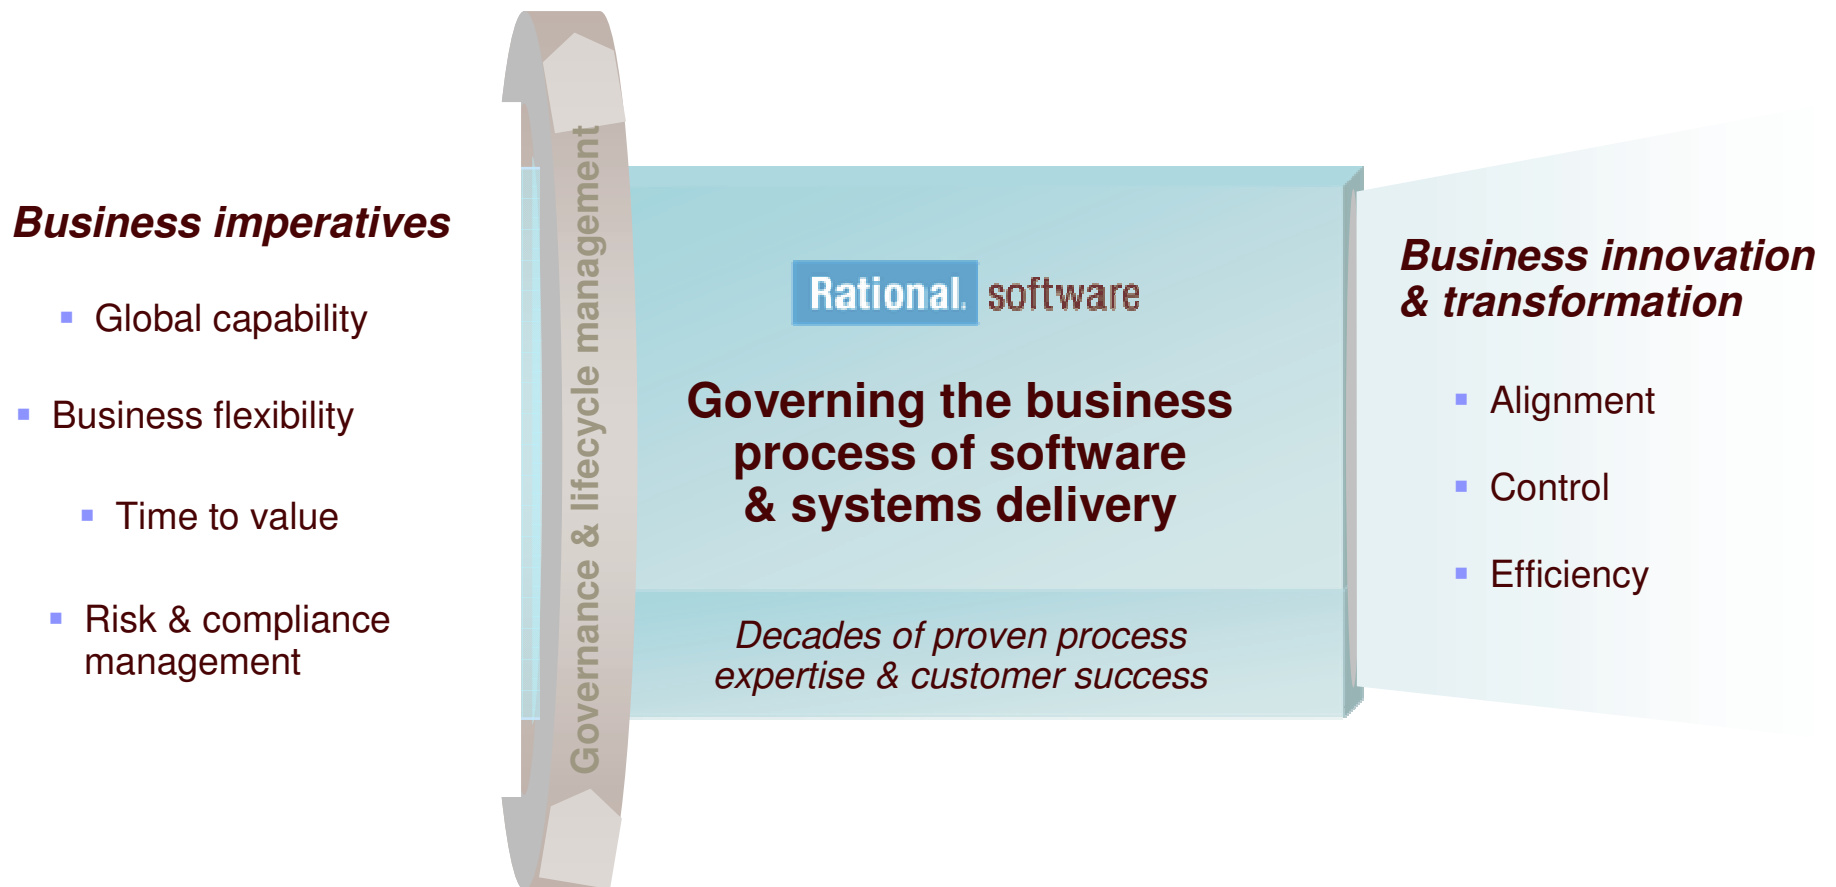 Business imperatives
Global capability
Business flexibility
Time to value
Risk & compliance
management
Governance & lifecycle management
Rational. software
Governing the business
process of software
& systems delivery
Decades of proven process
expertise & customer success
Business innovation
& transformation
Alignment
Control
Efficiency